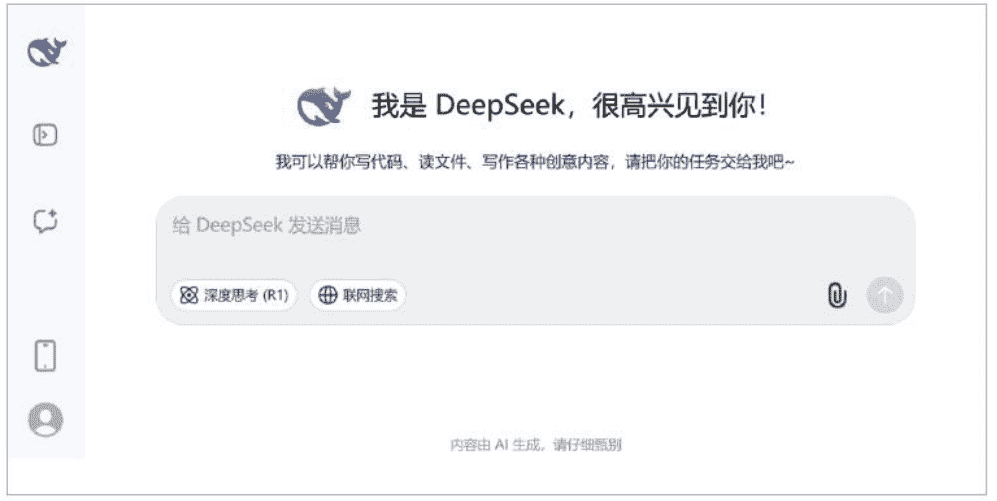 我是 DeepSeek，很高兴见到你！
我可以帮你写代码、读文件、写作各种创意内容，请把你的任务交给我吧~
给 DeepSeek 发送消息
深度思考 (R1) 联网搜索
内容由 AI 生成，请仔细甄别